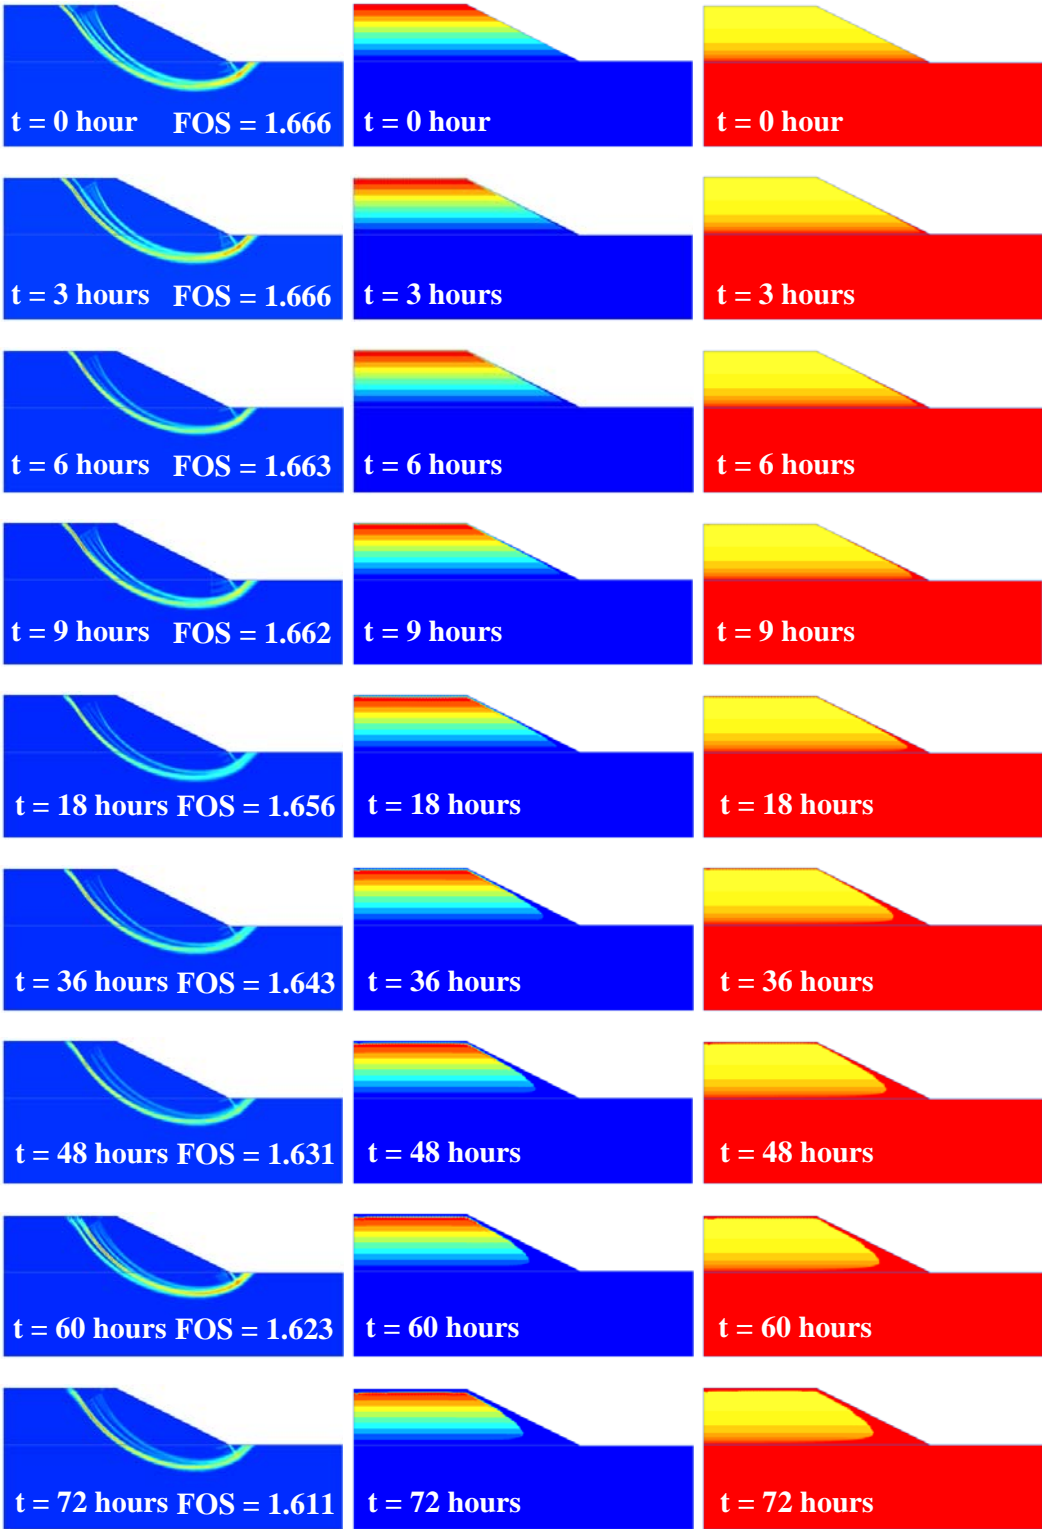 t = 0 hour FOS = 1.666 t = 0 hour t = 0 hour
t = 3 hours FOS = 1.666 t = 3 hours t = 3 hours
t = 6 hours FOS = 1.663 t = 6 hours t = 6 hours
t = 9 hours FOS = 1.662 t = 9 hours t = 9 hours
t = 18 hours FOS = 1.656 t = 18 hours t = 18 hours
t = 36 hours FOS = 1.643 t = 36 hours t = 36 hours
t = 48 hours FOS = 1.631 t = 48 hours t = 48 hours
t = 60 hours FOS = 1.623 t = 60 hours t = 60 hours
t = 72 hours FOS = 1.611 t = 72 hours t = 72 hours